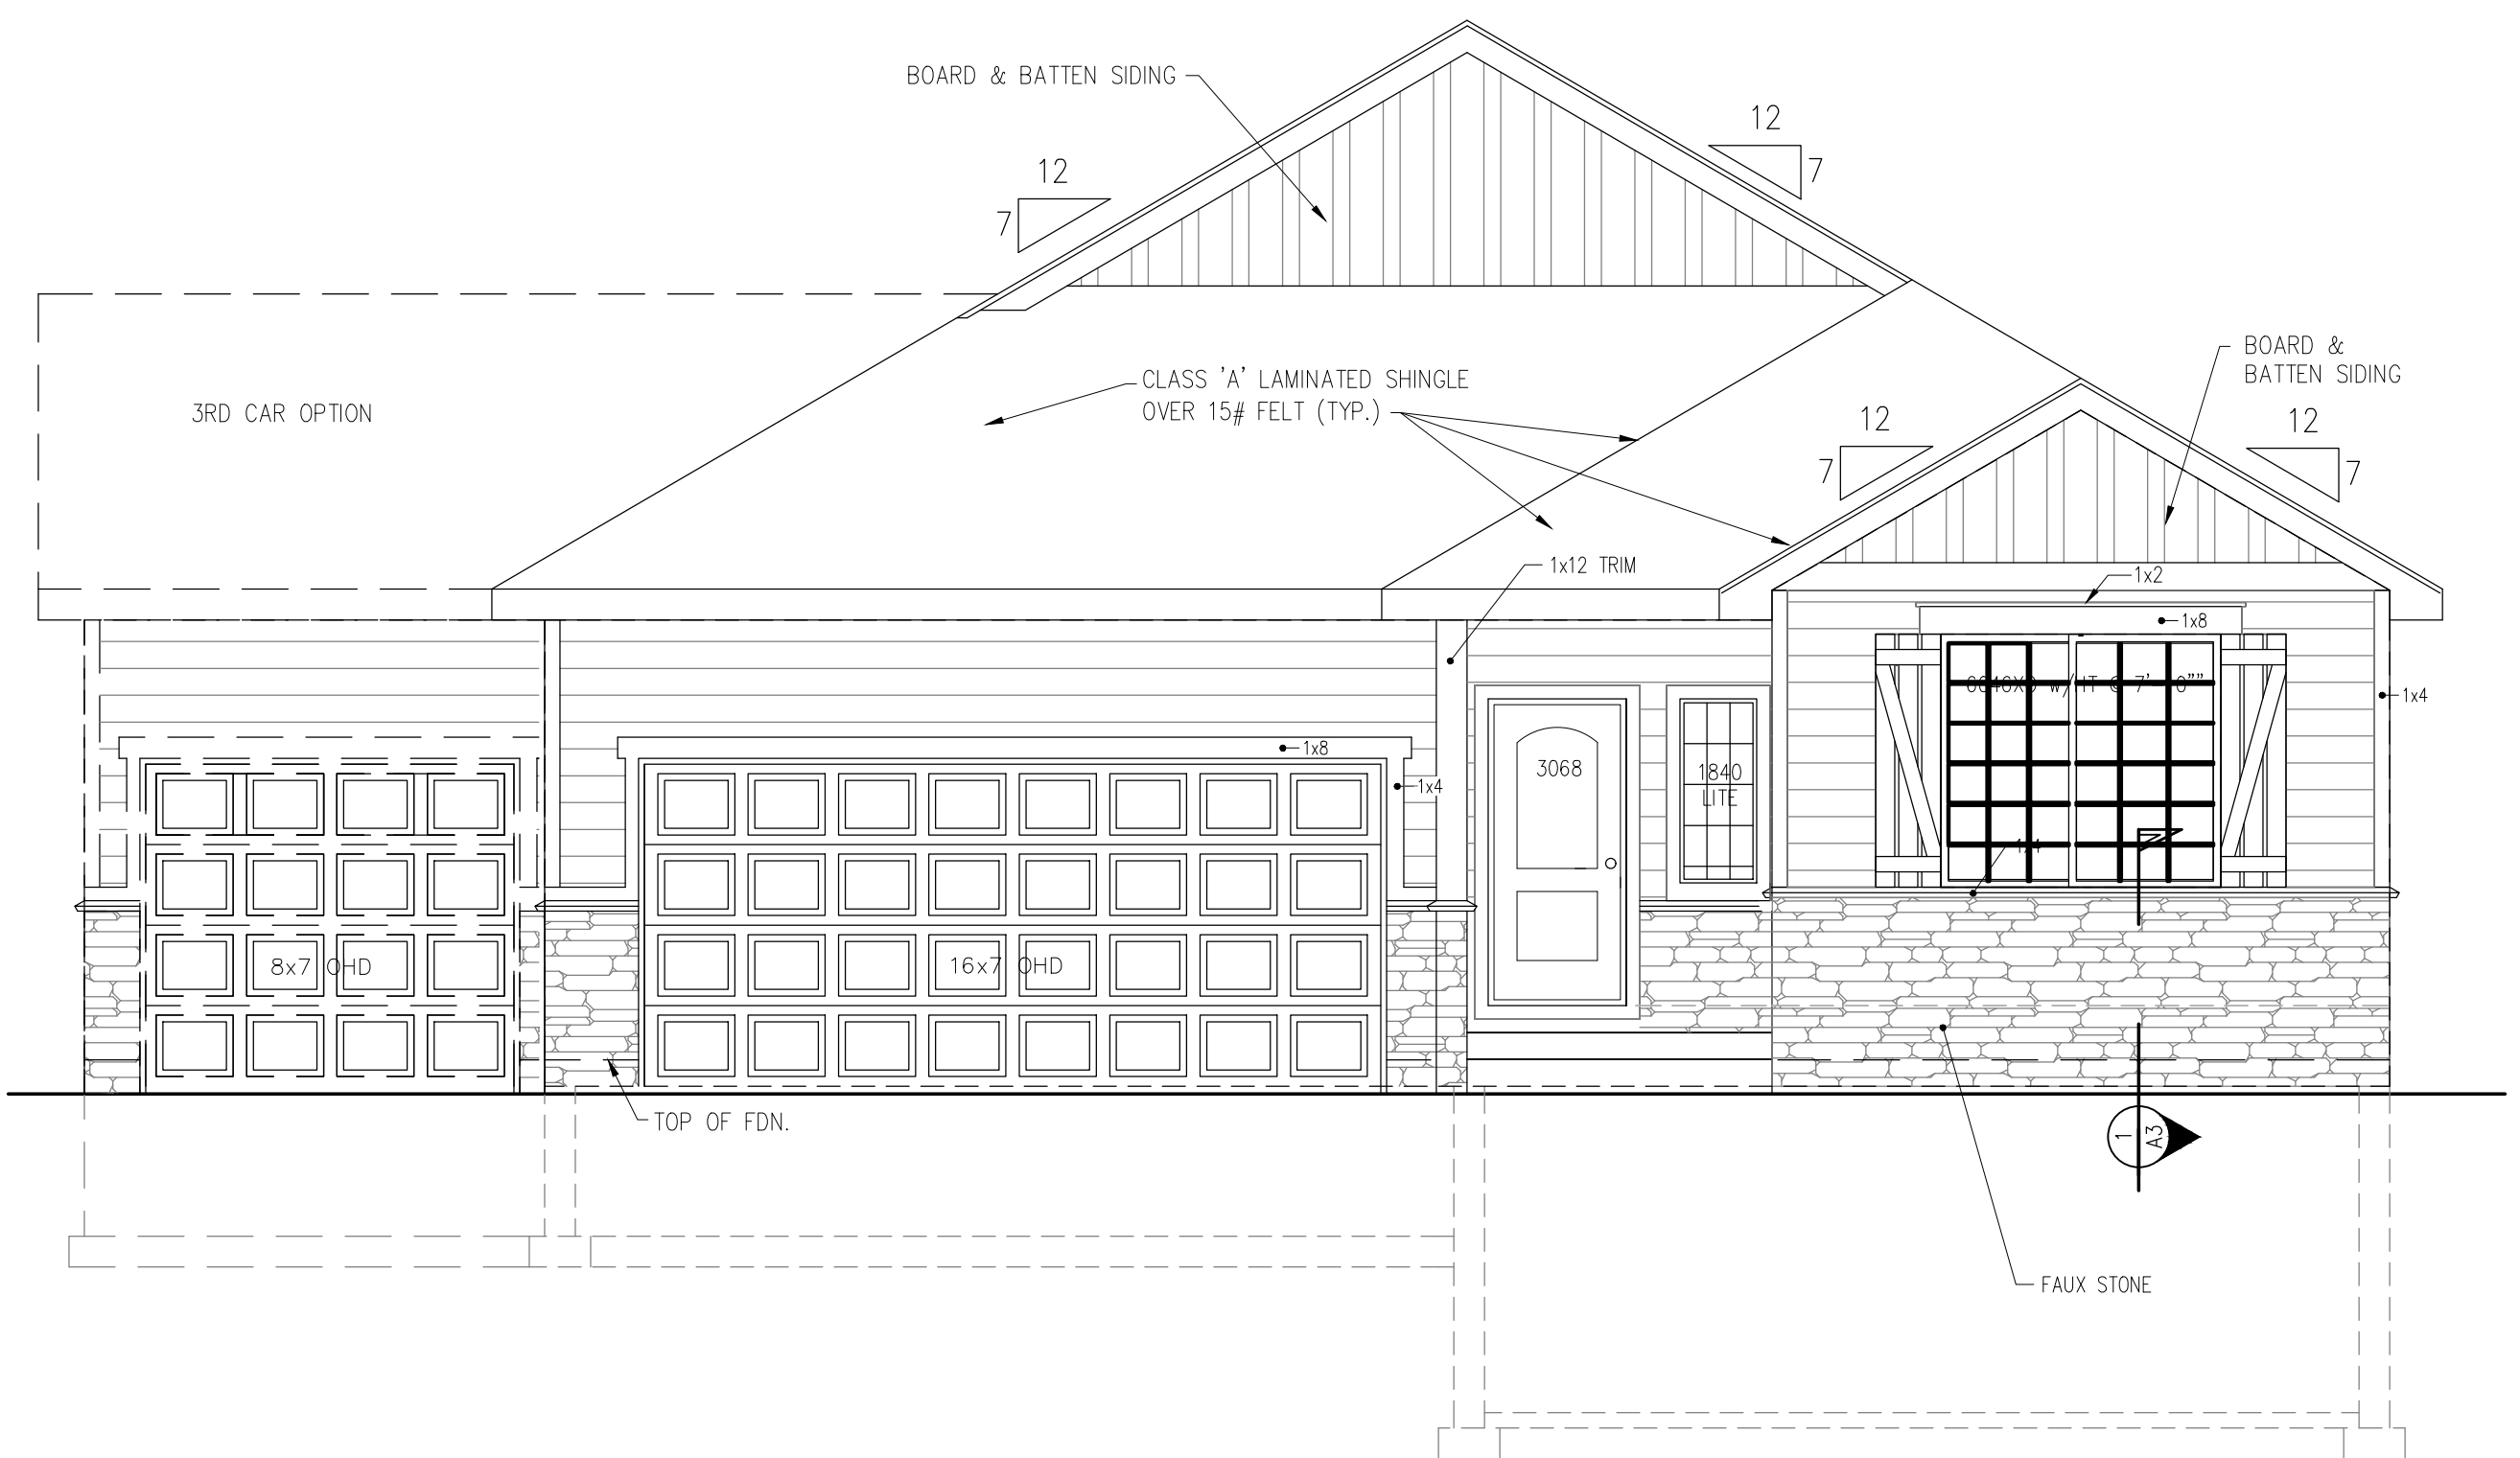 BOARD & BATTEN SIDING
12
7
12
7
BOARD &
BATTEN SIDING
CLASS 'A' LAMINATED SHINGLE
OVER 15# FELT (TYP.)
3RD CAR OPTION
12
7
12
7
1x12 TRIM
1x2
1x8
1x4
1x8
3068
1840
LITE
1x4
8x7 OHD
16x7 OHD
TOP OF FDN.
1
A3
FAUX STONE